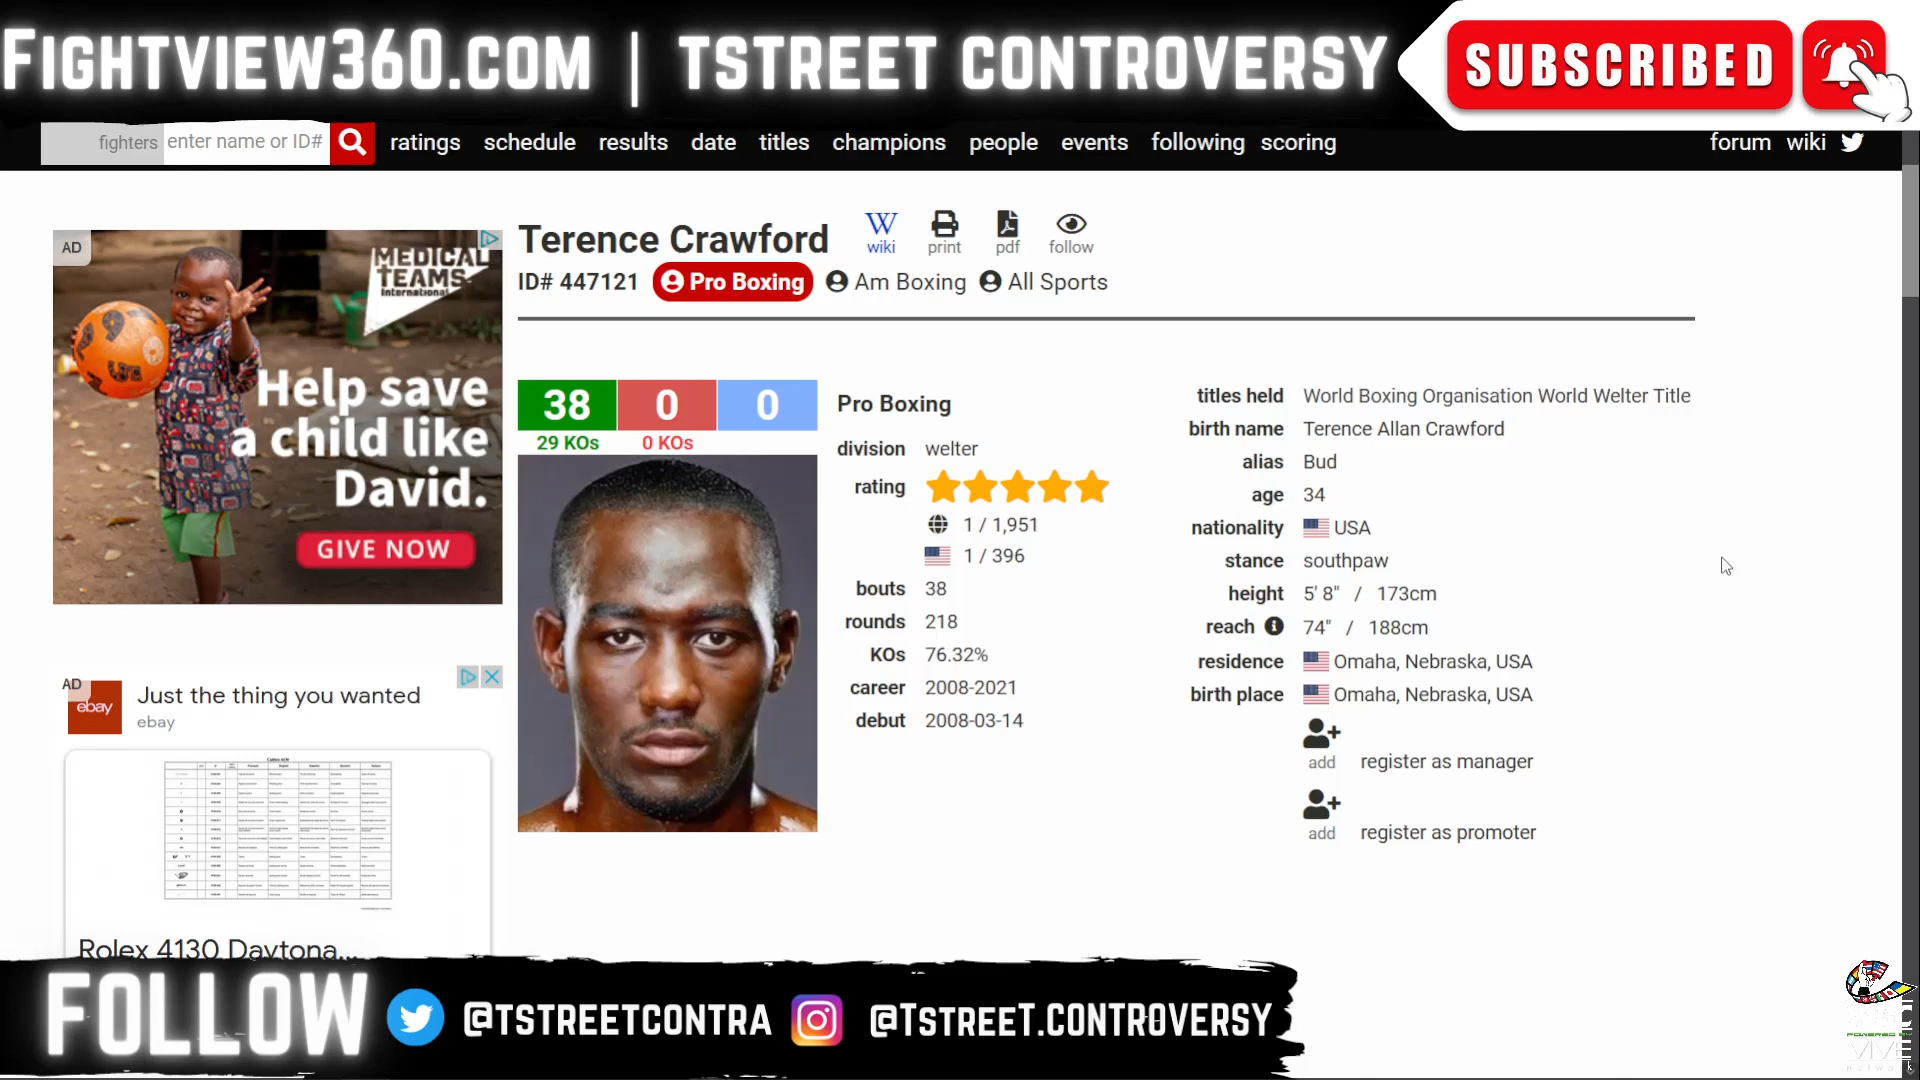 FIGHTVIEW360.COM | TSTREET CONTROVERSY
SUBSCRIBED
fighters enter name or ID# ratings schedule results date titles champions people events following scoring forum wiki
AD
MEDICAL TEAMS
International
Help save
a child like
David.
GIVE NOW
Terence Crawford
wiki print pdf follow
ID# 447121 Pro Boxing Am Boxing All Sports
38 0 0
29 KOs 0 KOs
Pro Boxing
division welter
rating
1 / 1,951
1 / 396
bouts 38
rounds 218
KOs 76.32%
career 2008-2021
debut 2008-03-14
titles held World Boxing Organisation World Welter Title
birth name Terence Allan Crawford
alias Bud
age 34
nationality USA
stance southpaw
height 5' 8" / 173cm
reach 74" / 188cm
residence Omaha, Nebraska, USA
birth place Omaha, Nebraska, USA
add register as manager
add register as promoter
AD
ebay
Just the thing you wanted
ebay
Rolex 4130 Daytona...
FOLLOW @TSTREETCONTRA @TSTREET.CONTROVERSY